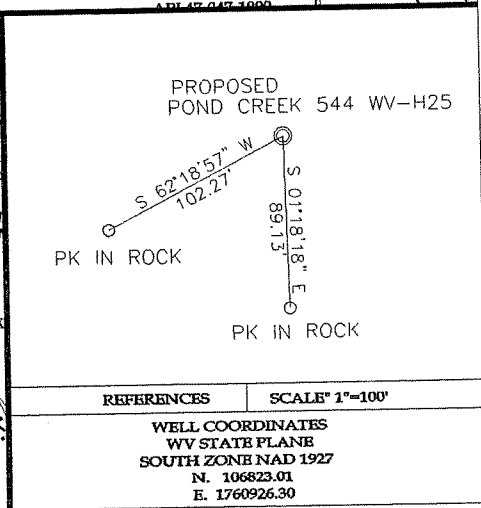 PROPOSED
POND CREEK 544 WV-H25
S 62°18'57" W
102.27'
S 01°18'18" E
89.13'
PK IN ROCK
PK IN ROCK
REFERENCES
SCALE" 1"=100'
WELL COORDINATES
WV STATE PLANE
SOUTH ZONE NAD 1927
N. 106823.01
E. 1760926.30